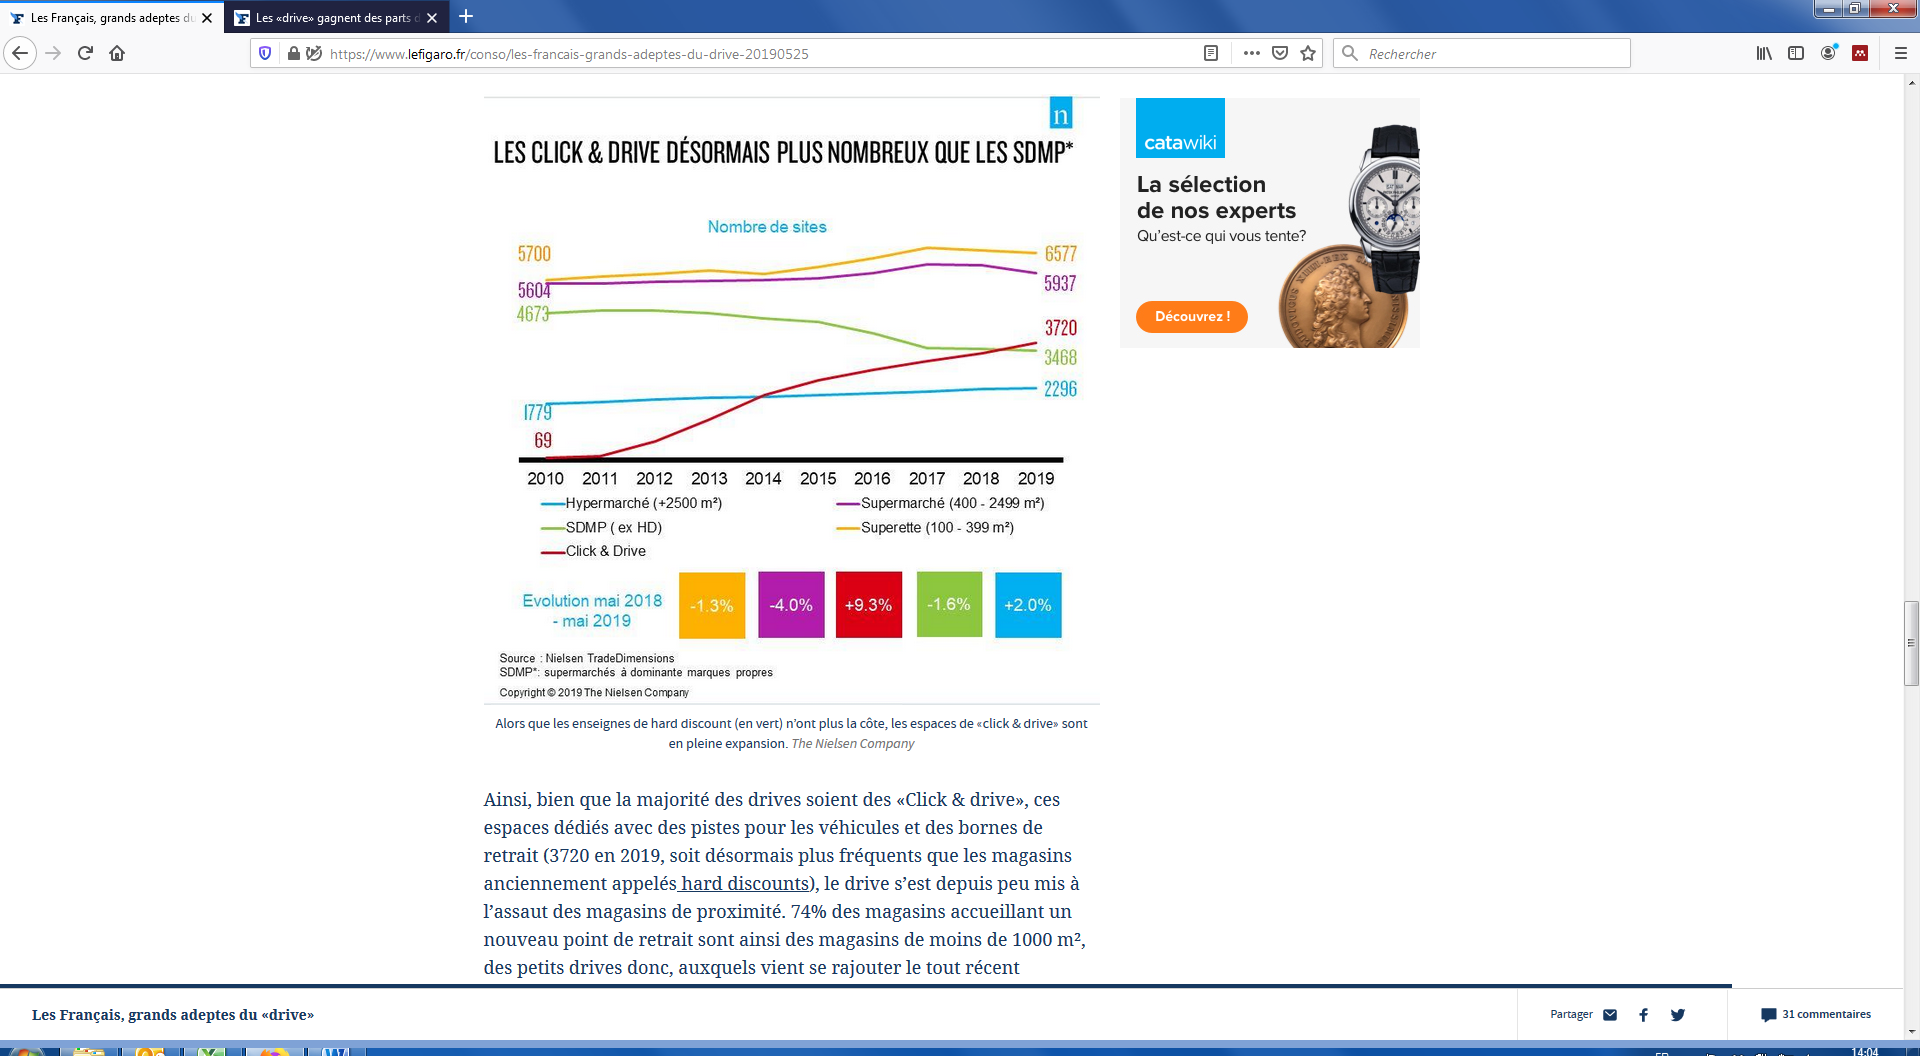 Les Français, grands adeptes du
Les «drive» gagnent des parts d
https://www.lefigaro.fr/conso/les-francais-grands-adeptes-du-drive-20190525
Rechercher
n
LES CLICK & DRIVE DÉSORMAIS PLUS NOMBREUX QUE LES SDMP*
Nombre de sites
5700
6577
5604
5937
4673
3720
3468
2296
1779
69
2010 2011 2012 2013 2014 2015 2016 2017 2018 2019
Hypermarché (+2500 m²)
Supermarché (400 - 2499 m²)
SDMP ( ex HD)
Superette (100 - 399 m²)
Click & Drive
Evolution mai 2018
- mai 2019
-1.3% -4.0% +9.3% -1.6% +2.0%
Source : Nielsen TradeDimensions
SDMP*: supermarchés à dominante marques propres
Copyright © 2019 The Nielsen Company
Alors que les enseignes de hard discount (en vert) n’ont plus la côte, les espaces de «click & drive» sont
en pleine expansion. The Nielsen Company
Ainsi, bien que la majorité des drives soient des «Click & drive», ces
espaces dédiés avec des pistes pour les véhicules et des bornes de
retrait (3720 en 2019, soit désormais plus fréquents que les magasins
anciennement appelés hard discounts), le drive s’est depuis peu mis à
l’assaut des magasins de proximité. 74% des magasins accueillant un
nouveau point de retrait sont ainsi des magasins de moins de 1000 m²,
des petits drives donc, auxquels vient se rajouter le tout récent
catawiki
La sélection
de nos experts
Qu’est-ce qui vous tente?
Découvrez !
Les Français, grands adeptes du «drive»
Partager
31 commentaires
14:04